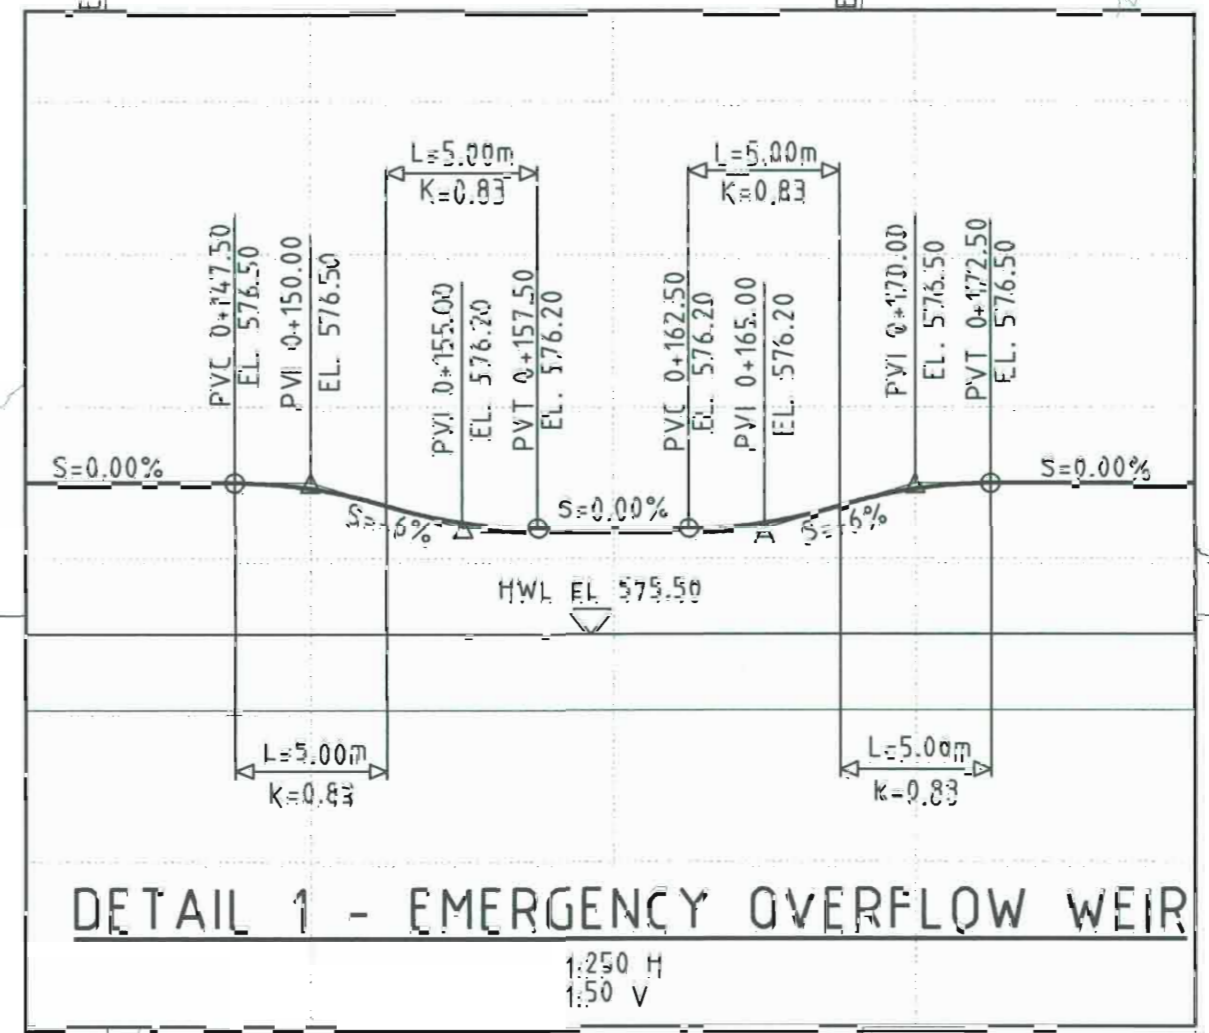 L=5.00m
K=0.83
L=5.00m
K=0.83
PVC 0+147.50
EL. 576.50
PVI 0+150.00
EL. 576.50
PVI 0+155.00
EL. 576.20
PVT 0+157.50
EL. 576.20
PVC 0+162.50
EL. 576.20
PVI 0+165.00
EL. 576.20
PVI 0+170.00
EL. 576.50
PVT 0+172.50
EL. 576.50
S=0.00%
S=-6%
S=0.00%
S=-6%
S=0.00%
HWL EL 575.50
L=5.00m
K=0.83
L=5.00m
K=0.83
DETAIL 1 - EMERGENCY OVERFLOW WEIR
1:250 H
1:50 V